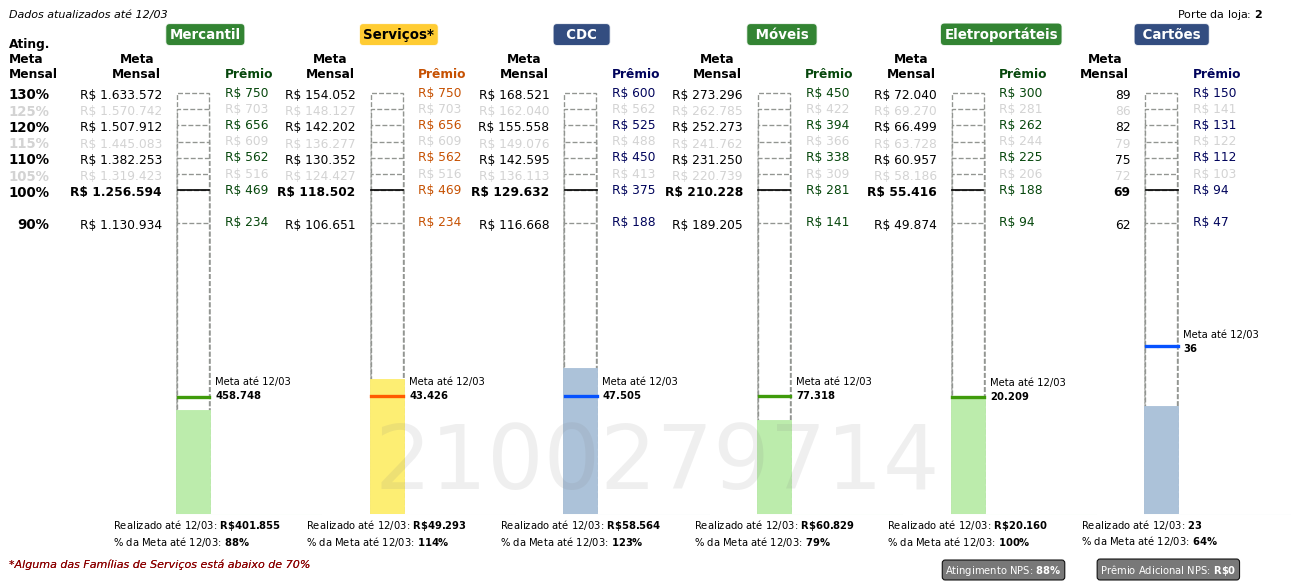 Dados atualizados até 12/03
Porte da loja: 2
Mercantil Serviços* CDC Móveis Eletroportáteis Cartões
Ating. Meta Mensal
Meta Mensal Prêmio Meta Mensal Prêmio Meta Mensal Prêmio Meta Mensal Prêmio Meta Mensal Prêmio Meta Mensal Prêmio
130% R$ 1.633.572 R$ 750 R$ 154.052 R$ 750 R$ 168.521 R$ 600 R$ 273.296 R$ 450 R$ 72.040 R$ 300 89 R$ 150
125% R$ 1.570.742 R$ 703 R$ 148.127 R$ 703 R$ 162.040 R$ 562 R$ 262.785 R$ 422 R$ 69.270 R$ 281 86 R$ 141
120% R$ 1.507.912 R$ 656 R$ 142.202 R$ 656 R$ 155.558 R$ 525 R$ 252.273 R$ 394 R$ 66.499 R$ 262 82 R$ 131
115% R$ 1.445.083 R$ 609 R$ 136.277 R$ 609 R$ 149.076 R$ 488 R$ 241.762 R$ 366 R$ 63.728 R$ 244 79 R$ 122
110% R$ 1.382.253 R$ 562 R$ 130.352 R$ 562 R$ 142.595 R$ 450 R$ 231.250 R$ 338 R$ 60.957 R$ 225 75 R$ 112
105% R$ 1.319.423 R$ 516 R$ 124.427 R$ 516 R$ 136.113 R$ 413 R$ 220.739 R$ 309 R$ 58.186 R$ 206 72 R$ 103
100% R$ 1.256.594 R$ 469 R$ 118.502 R$ 469 R$ 129.632 R$ 375 R$ 210.228 R$ 281 R$ 55.416 R$ 188 69 R$ 94
90% R$ 1.130.934 R$ 234 R$ 106.651 R$ 234 R$ 116.668 R$ 188 R$ 189.205 R$ 141 R$ 49.874 R$ 94 62 R$ 47
Meta até 12/03
36
Meta até 12/03 Meta até 12/03 Meta até 12/03 Meta até 12/03 Meta até 12/03
458.748 43.426 47.505 77.318 20.209
2100279714
Realizado até 12/03: R$401.855 Realizado até 12/03: R$49.293 Realizado até 12/03: R$58.564 Realizado até 12/03: R$60.829 Realizado até 12/03: R$20.160 Realizado até 12/03: 23
% da Meta até 12/03: 88% % da Meta até 12/03: 114% % da Meta até 12/03: 123% % da Meta até 12/03: 79% % da Meta até 12/03: 100% % da Meta até 12/03: 64%
*Alguma das Famílias de Serviços está abaixo de 70%
Atingimento NPS: 88% Prêmio Adicional NPS: R$0